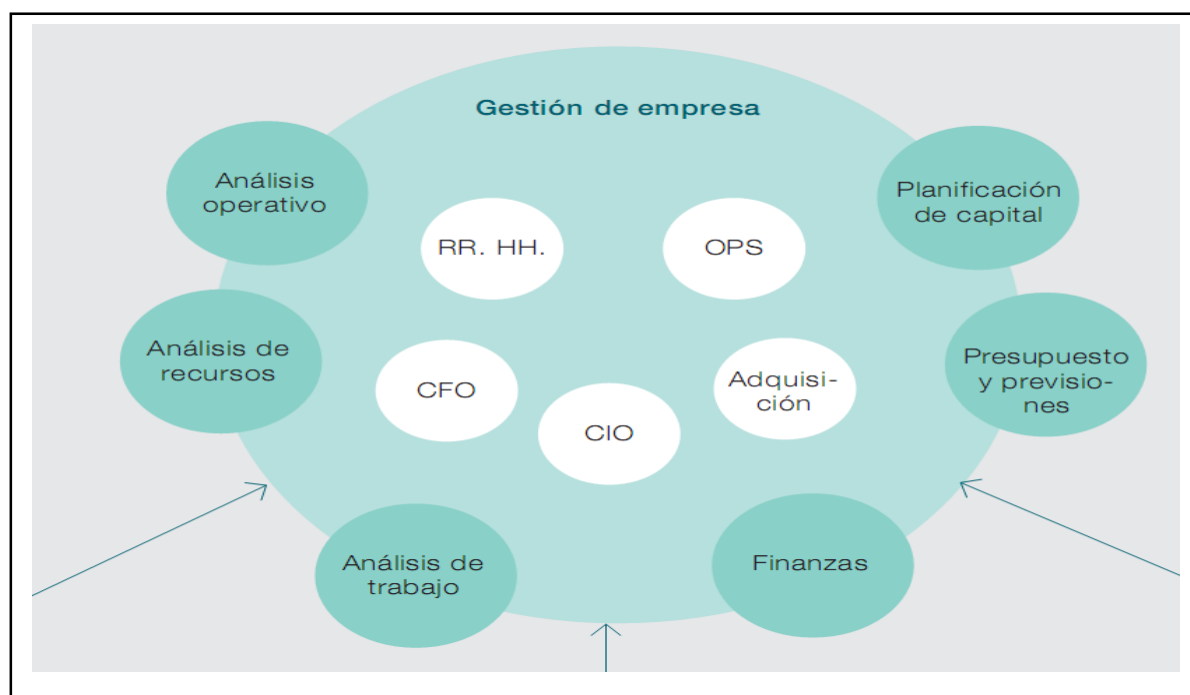 Gestión de empresa
Análisis
operativo
Planificación
de capital
RR. HH.
OPS
Análisis de
recursos
Presupuesto
y previsio-
nes
CFO
Adquisi-
ción
CIO
Análisis de
trabajo
Finanzas